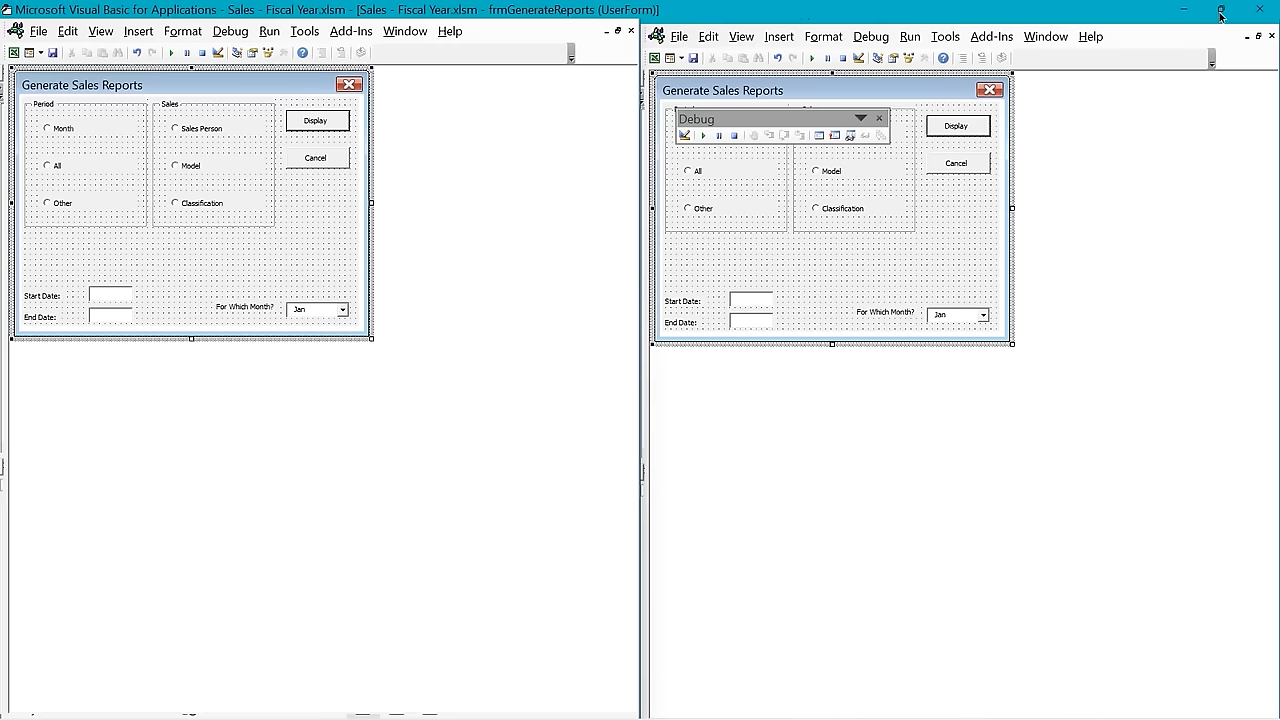 Microsoft Visual Basic for Applications - Sales - Fiscal Year.xlsm - [Sales - Fiscal Year.xlsm - frmGenerateReports (UserForm)]
File Edit View Insert Format Debug Run Tools Add-Ins Window Help
Generate Sales Reports
Period
Sales
Month
Sales Person
Display
All
Model
Cancel
Other
Classification
Start Date:
For Which Month?
Jan
End Date:
File Edit View Insert Format Debug Run Tools Add-Ins Window Help
Generate Sales Reports
Debug
Display
All
Model
Cancel
Other
Classification
Start Date:
For Which Month?
Jan
End Date: